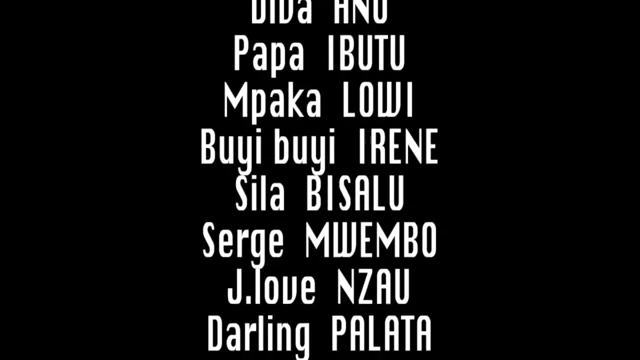 Papa IBUTU
Mpaka LOWI
Buyi buyi IRENE
Sila BISALU
Serge MWEMBO
J.love NZAU
Darling PALATA